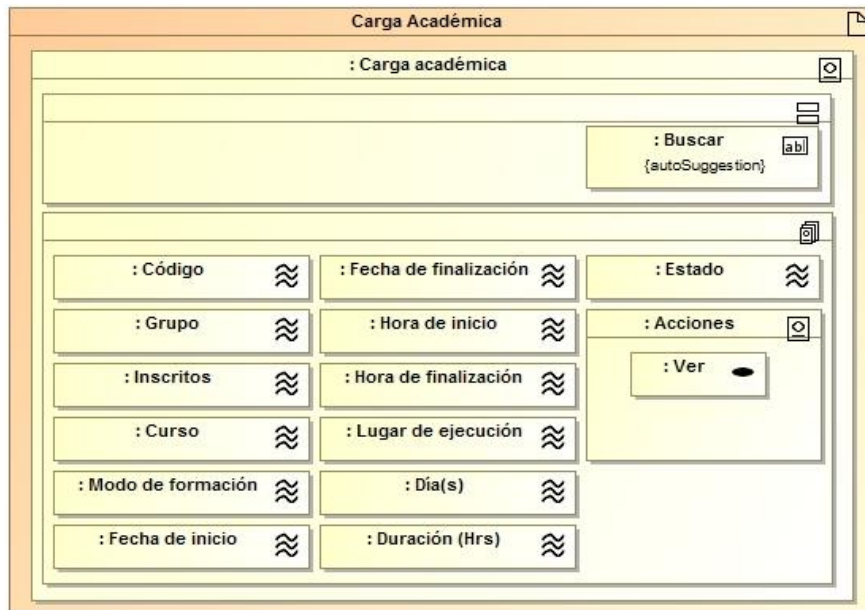 Carga Académica
: Carga académica
: Buscar
abl
{autoSuggestion}
: Código
: Fecha de finalización
: Estado
: Grupo
: Hora de inicio
: Acciones
: Inscritos
: Hora de finalización
: Ver
: Curso
: Lugar de ejecución
: Modo de formación
: Día(s)
: Fecha de inicio
: Duración (Hrs)